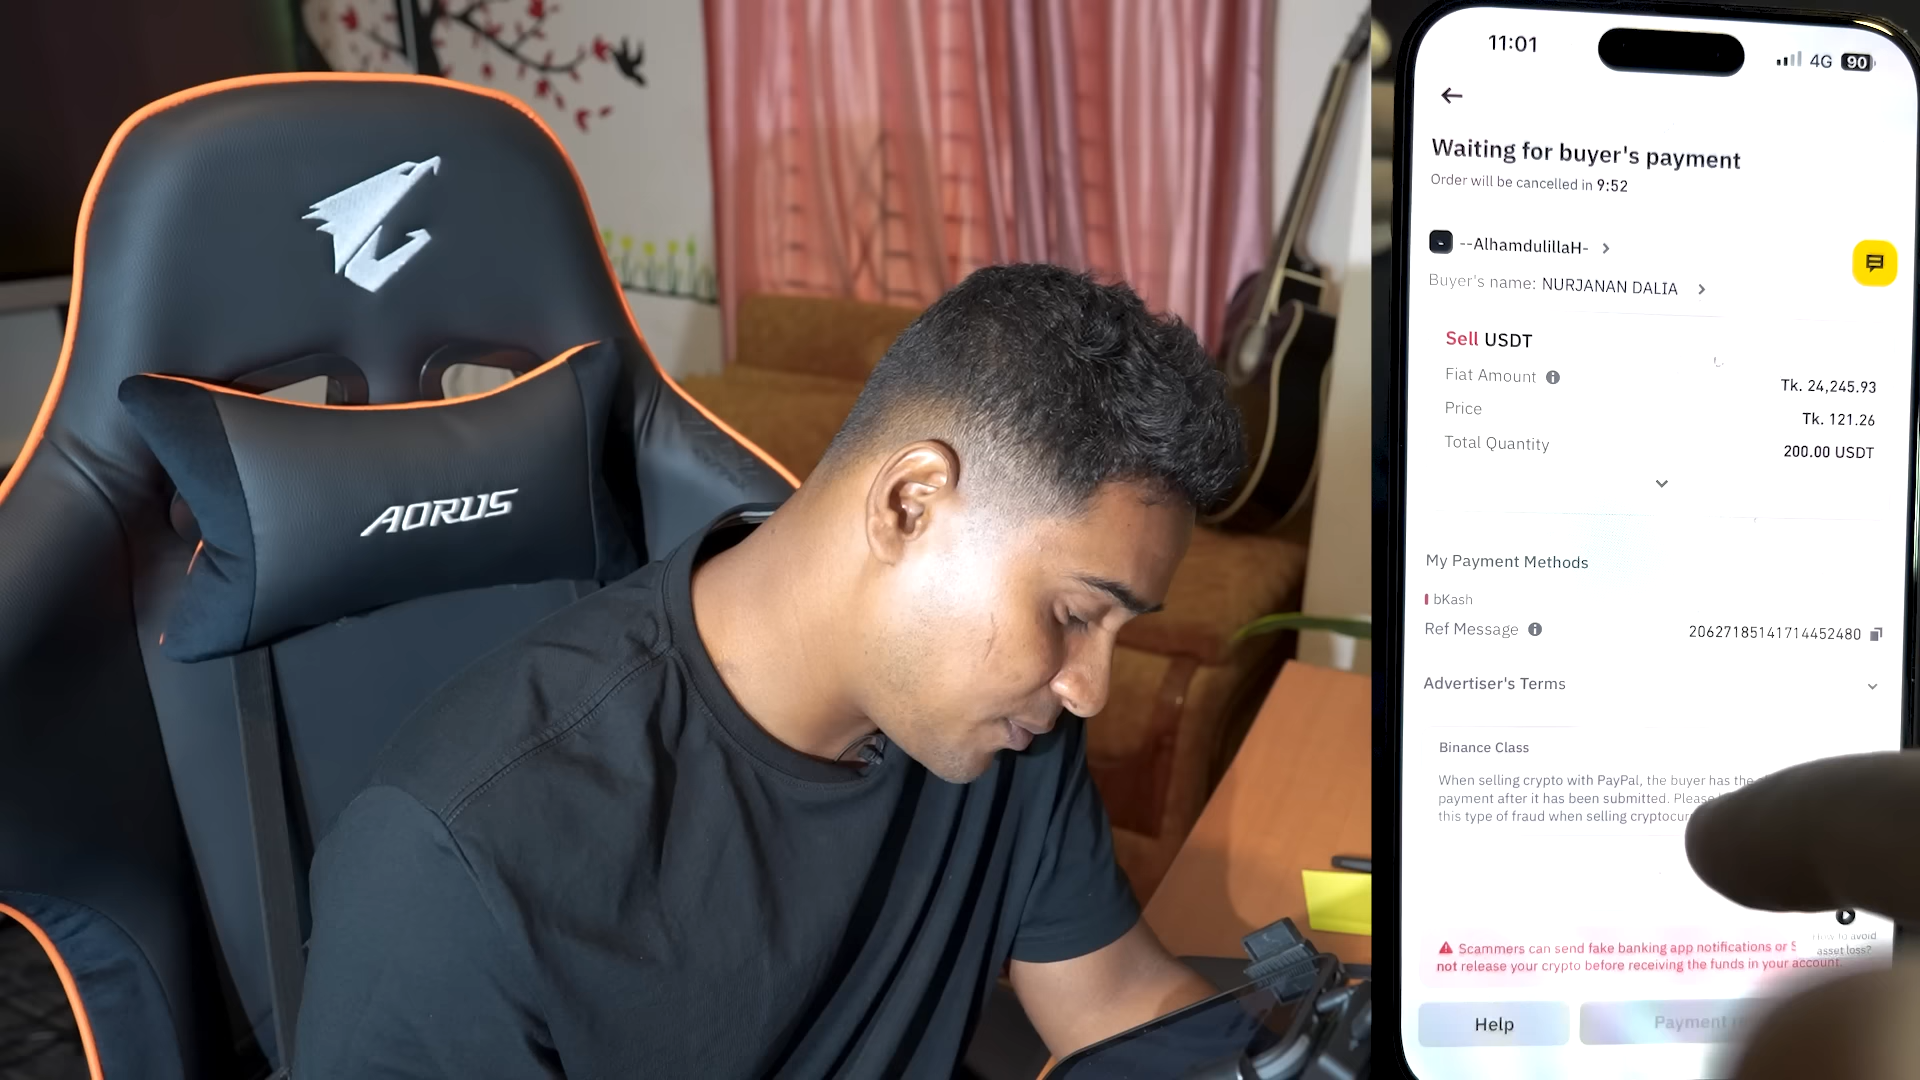 AORUS
11:01
4G 90
Waiting for buyer's payment
Order will be cancelled in 9:52
--AlhamdulillaH-
Buyer's name: NURJANAN DALIA
Sell USDT
Fiat Amount Tk. 24,245.93
Price Tk. 121.26
Total Quantity 200.00 USDT
My Payment Methods
bKash
Ref Message 20627185141714452480
Advertiser's Terms
Binance Class
When selling crypto with PayPal, the buyer has the
payment after it has been submitted. Please
this type of fraud when selling
How to avoid
asset loss?
Scammers can send fake banking app notifications or
not release your crypto before receiving the funds in your account.
Help Payment